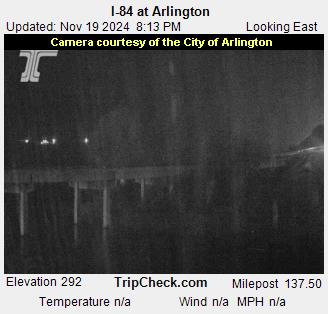 I-84 at Arlington
Updated: Nov 19 2024 8:13 PM Looking East
Camera courtesy of the City of Arlington
Elevation 292 TripCheck.com Milepost 137.50
Temperature n/a Wind n/a MPH n/a